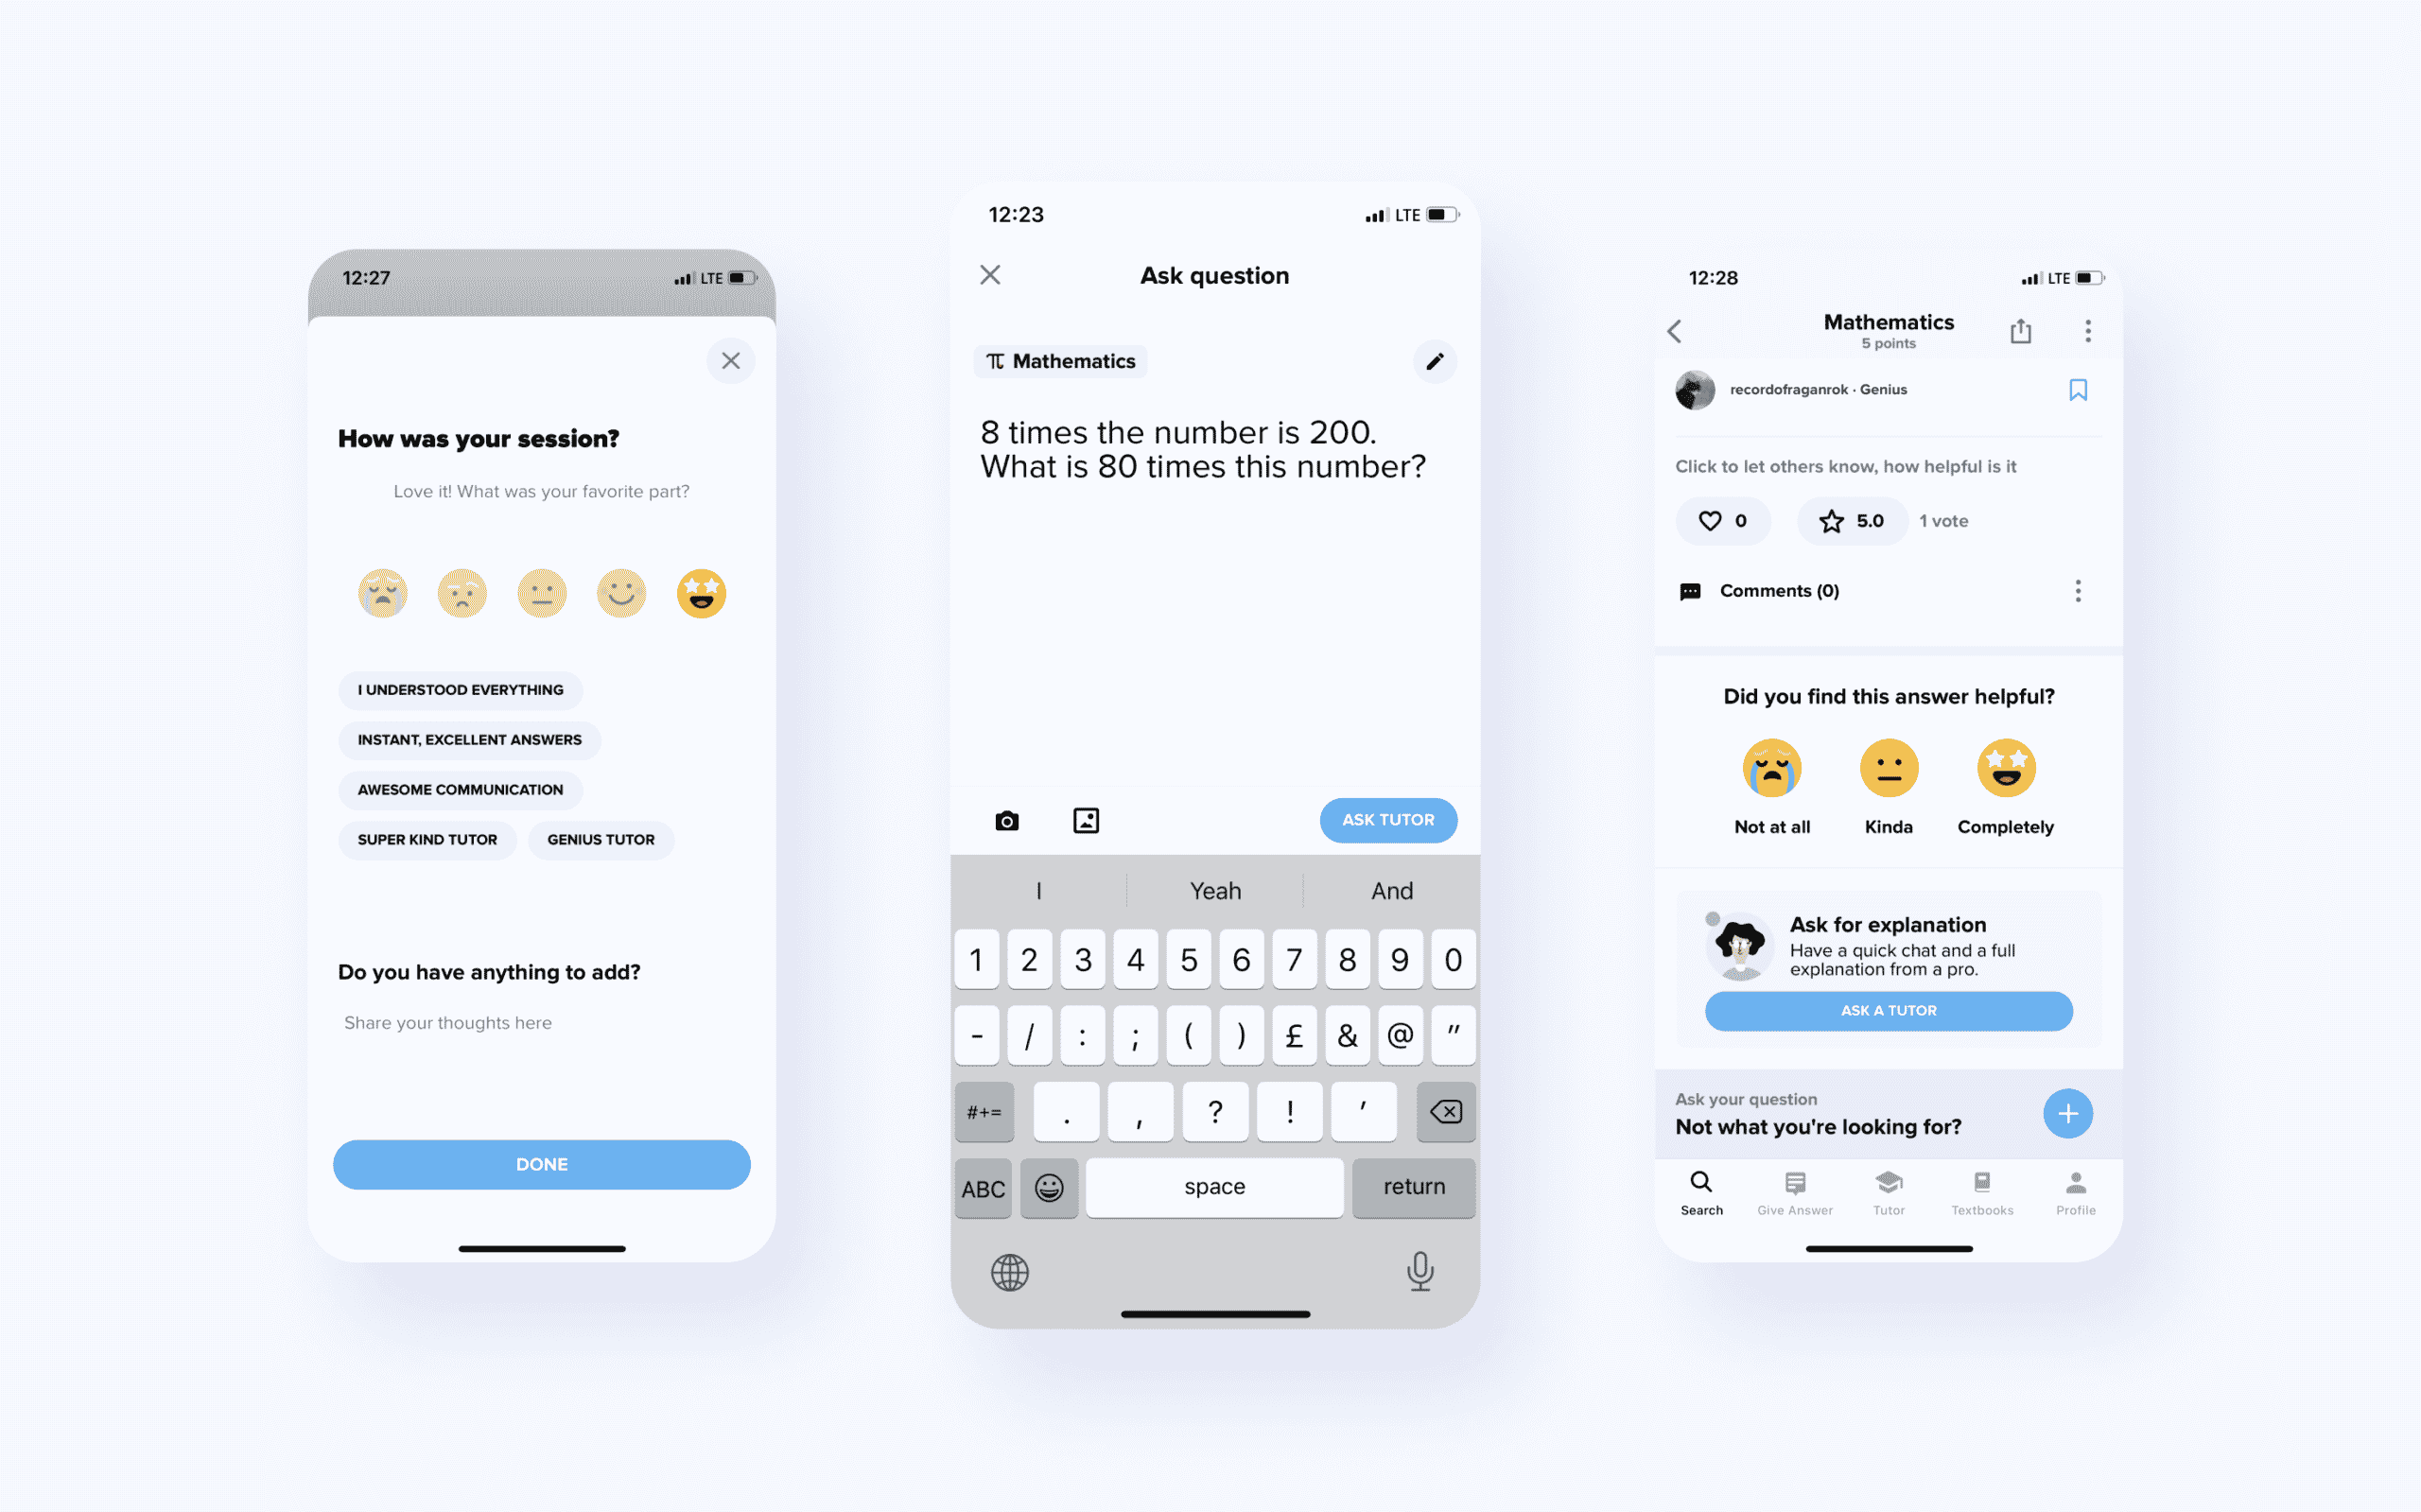 12:27
LTE
How was your session?
Love it! What was your favorite part?
I UNDERSTOOD EVERYTHING
INSTANT, EXCELLENT ANSWERS
AWESOME COMMUNICATION
SUPER KIND TUTOR
GENIUS TUTOR
Do you have anything to add?
Share your thoughts here
DONE
12:23
LTE
Ask question
π Mathematics
8 times the number is 200.
What is 80 times this number?
ASK TUTOR
I Yeah And
1 2 3 4 5 6 7 8 9 0
- / : ; ( ) £ & @ "
#+= . , ? ! '
ABC space return
12:28
LTE
Mathematics
5 points
recordofraganrok · Genius
Click to let others know, how helpful is it
0 5.0 1 vote
Comments (0)
Did you find this answer helpful?
Not at all Kinda Completely
Ask for explanation
Have a quick chat and a full
explanation from a pro.
ASK A TUTOR
Ask your question
Not what you're looking for?
Search Give Answer Tutor Textbooks Profile